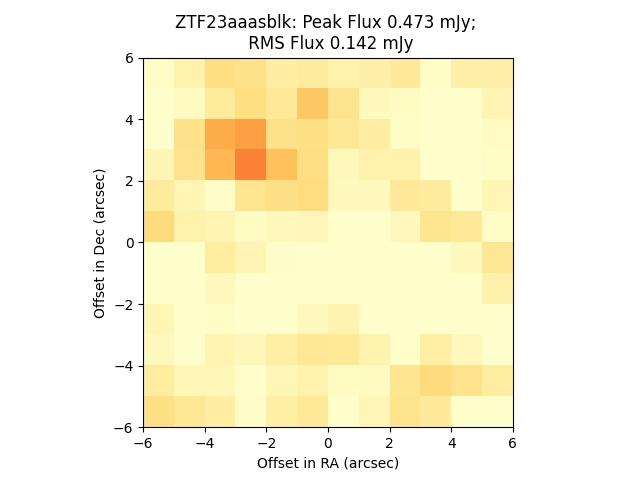 ZTF23aaasblk: Peak Flux 0.473 mJy;
RMS Flux 0.142 mJy
6
4
2
0
−2
−4
−6
Offset in Dec (arcsec)
−6 −4 −2 0 2 4 6
Offset in RA (arcsec)